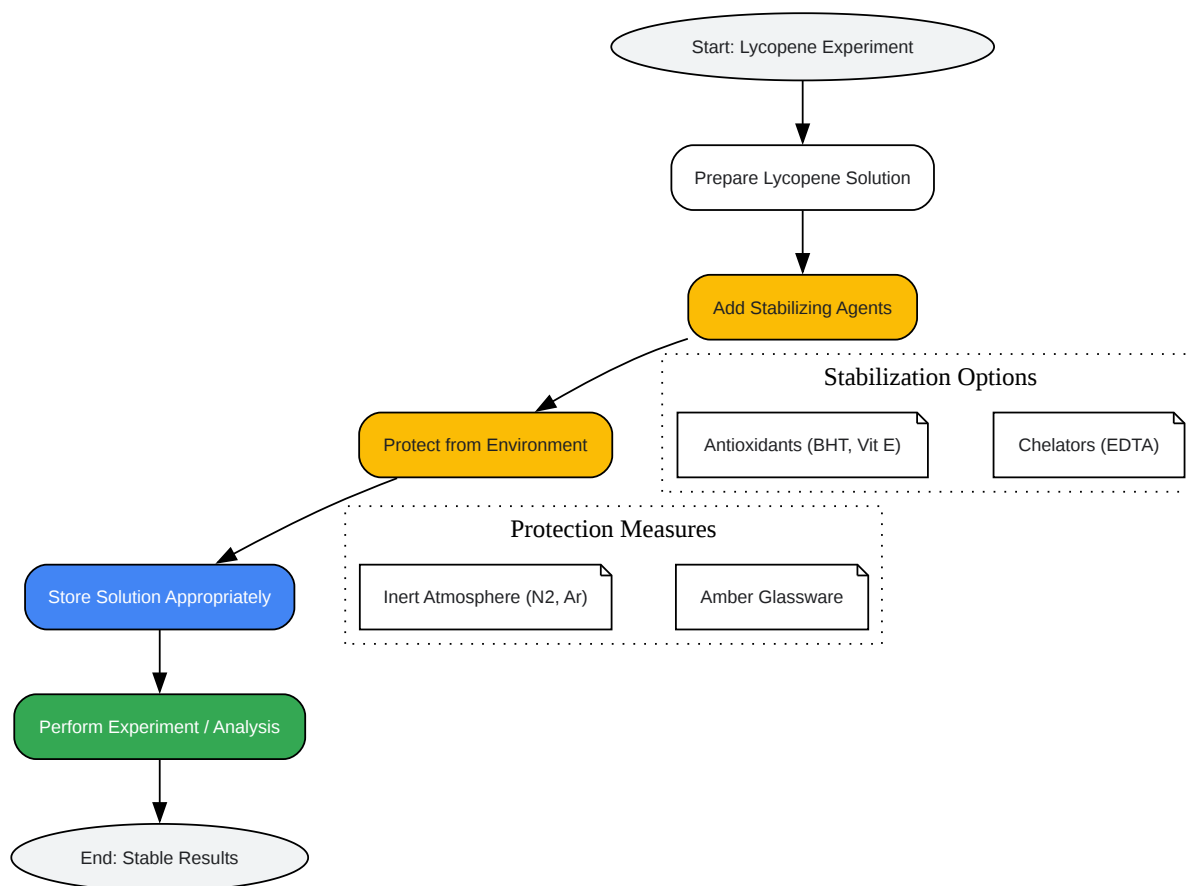 Start: Lycopene Experiment
Prepare Lycopene Solution
Add Stabilizing Agents
Stabilization Options
Protect from Environment
Antioxidants (BHT, Vit E)
Chelators (EDTA)
Protection Measures
Store Solution Appropriately
Inert Atmosphere (N2, Ar)
Amber Glassware
Perform Experiment / Analysis
End: Stable Results